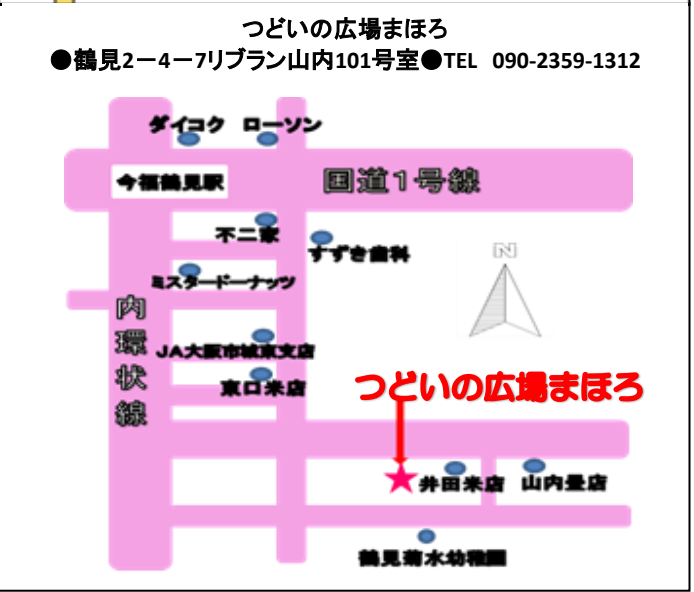 つどいの広場まほろ
●鶴見2－4－7リブラン山内101号室●TEL 090-2359-1312
ダイコク ローソン
今福鶴見駅
国道1号線
不二家
すずき歯科
N
ミスタードーナッツ
内環状線
JA大阪市城東支店
東口米店
つどいの広場まほろ
井田米店
山内畳店
鶴見菊水幼稚園